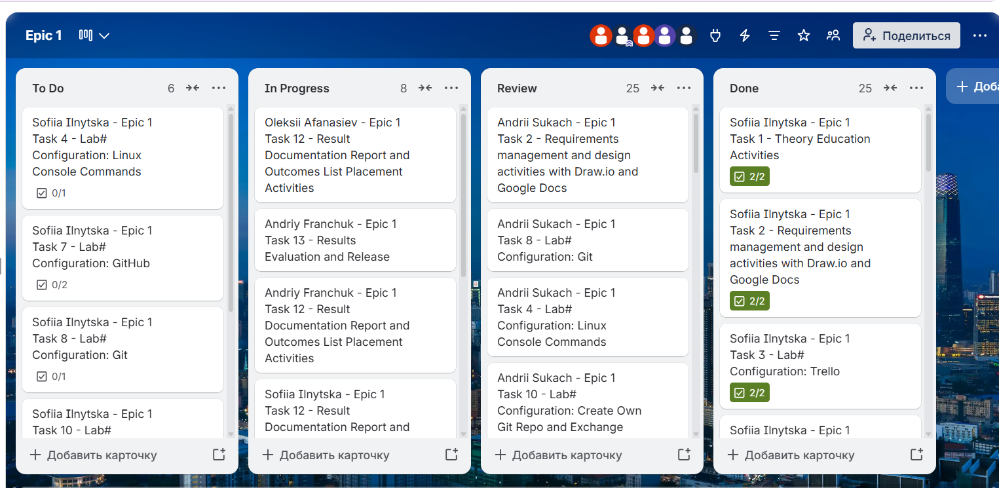 Epic 1
Поделиться
To Do 6
Sofiia Ilnytska - Epic 1
Task 4 - Lab#
Configuration: Linux
Console Commands
0/1
Sofiia Ilnytska - Epic 1
Task 7 - Lab#
Configuration: GitHub
0/2
Sofiia Ilnytska - Epic 1
Task 8 - Lab#
Configuration: Git
0/1
Sofiia Ilnytska - Epic 1
Task 10 - Lab#
Добавить карточку
In Progress 8
Oleksii Afanasiev - Epic 1
Task 12 - Result
Documentation Report and
Outcomes List Placement
Activities
Andriy Franchuk - Epic 1
Task 13 - Results
Evaluation and Release
Andriy Franchuk - Epic 1
Task 12 - Result
Documentation Report and
Outcomes List Placement
Activities
Sofiia Ilnytska - Epic 1
Task 12 - Result
Documentation Report and
Добавить карточку
Review 25
Andrii Sukach - Epic 1
Task 2 - Requirements
management and design
activities with Draw.io and
Google Docs
Andrii Sukach - Epic 1
Task 8 - Lab#
Configuration: Git
Andrii Sukach - Epic 1
Task 4 - Lab#
Configuration: Linux
Console Commands
Andrii Sukach - Epic 1
Task 10 - Lab#
Configuration: Create Own
Git Repo and Exchange
Добавить карточку
Done 25
Sofiia Ilnytska - Epic 1
Task 1 - Theory Education
Activities
2/2
Sofiia Ilnytska - Epic 1
Task 2 - Requirements
management and design
activities with Draw.io and
Google Docs
2/2
Sofiia Ilnytska - Epic 1
Task 3 - Lab#
Configuration: Trello
2/2
Sofiia Ilnytska - Epic 1
Добавить карточку